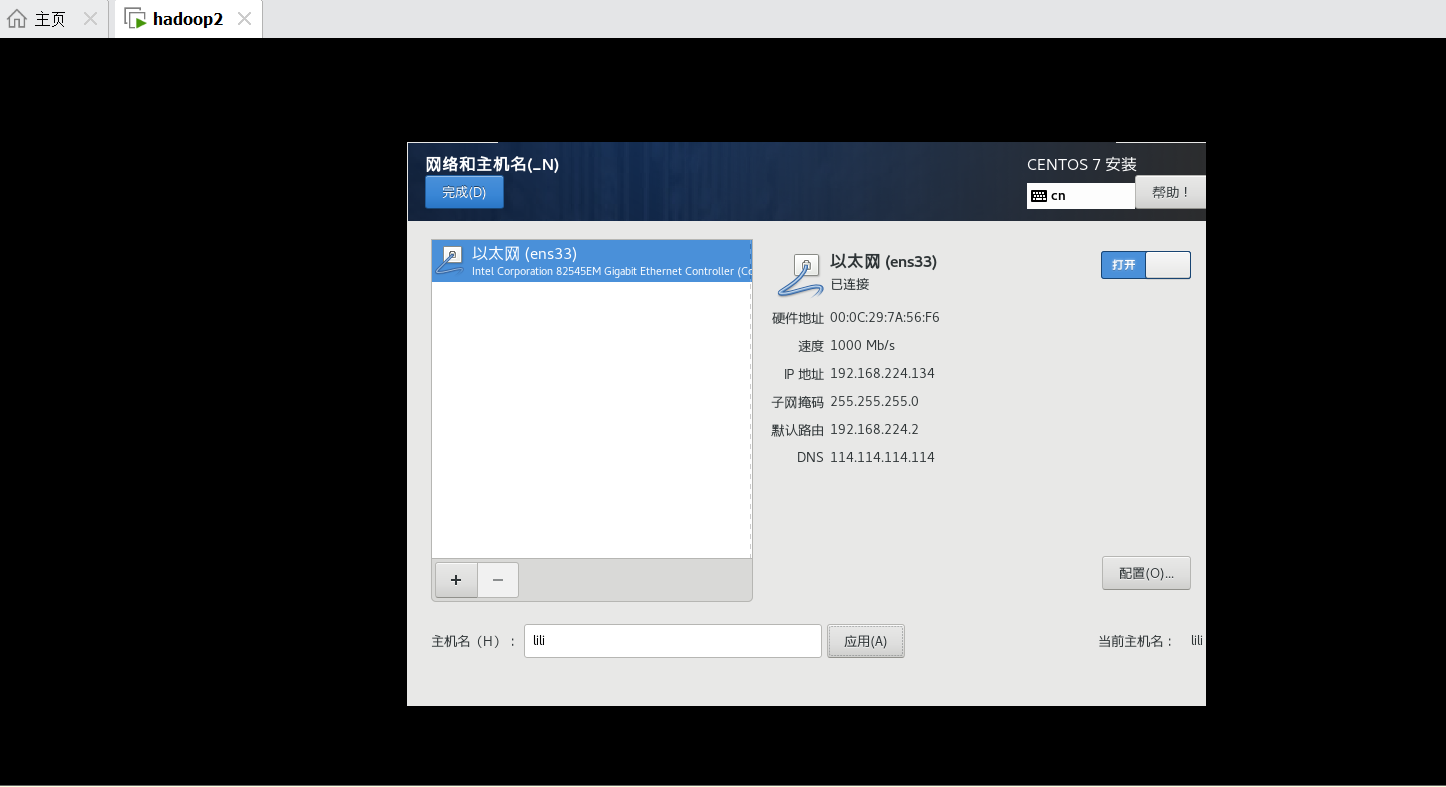 主页
hadoop2
网络和主机名(_N)
CENTOS 7 安装
完成(D)
cn
帮助！
以太网 (ens33)
Intel Corporation 82545EM Gigabit Ethernet Controller (Co
以太网 (ens33)
已连接
打开
硬件地址 00:0C:29:7A:56:F6
速度 1000 Mb/s
IP 地址 192.168.224.134
子网掩码 255.255.255.0
默认路由 192.168.224.2
DNS 114.114.114.114
+ −
配置(O)...
主机名（H）： lili 应用(A) 当前主机名： lili